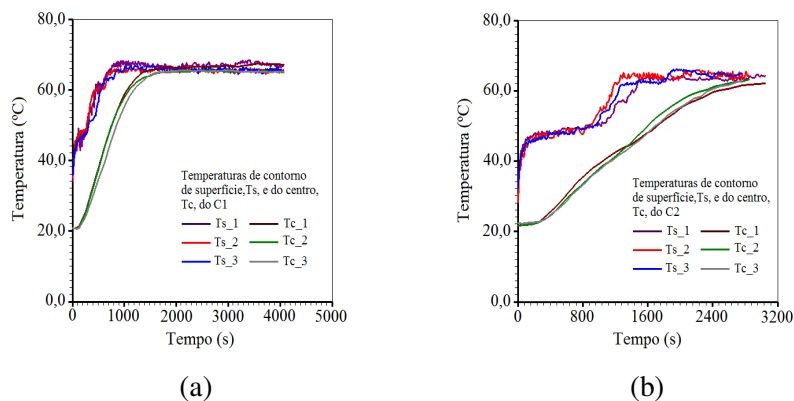 80,0
60,0
40,0
20,0
0,0
0 1000 2000 3000 4000 5000
Temperatura (ºC)
Tempo (s)
Temperaturas de contorno
de superfície,Ts, e do centro,
Tc, do C1
Ts_1 Tc_1
Ts_2 Tc_2
Ts_3 Tc_3
(a)
80,0
60,0
40,0
20,0
0,0
0 800 1600 2400 3200
Temperatura (ºC)
Tempo (s)
Temperaturas de contorno
de superfície,Ts, e do centro,
Tc, do C2
Ts_1 Tc_1
Ts_2 Tc_2
Ts_3 Tc_3
(b)